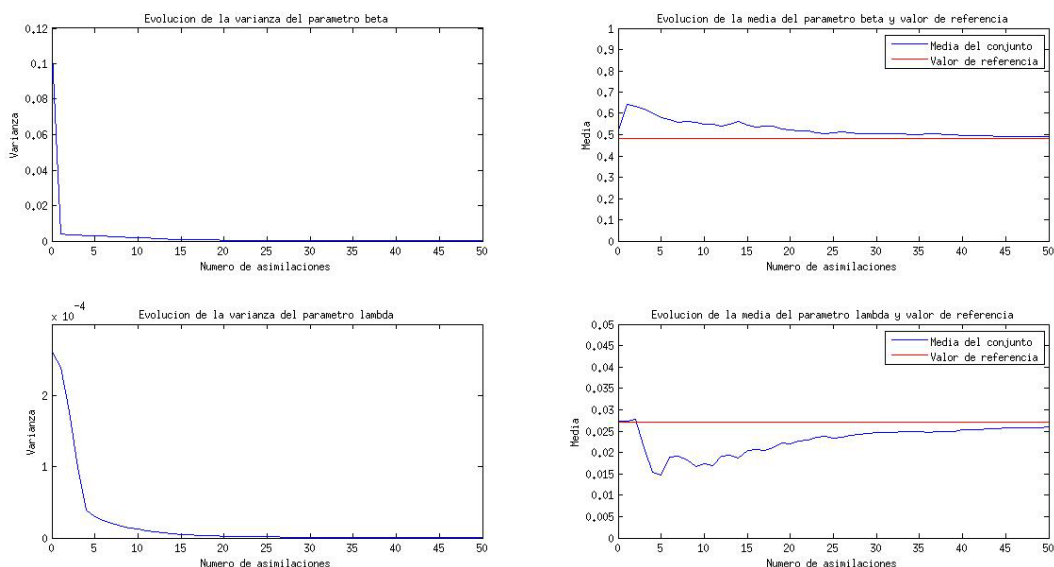 Evolucion de la varianza del parametro beta
0.12
0.1
0.08
0.06
0.04
0.02
0
Varianza
0 5 10 15 20 25 30 35 40 45 50
Numero de asimilaciones
Evolucion de la media del parametro beta y valor de referencia
1
0.9
0.8
0.7
0.6
0.5
0.4
0.3
0.2
0.1
0
Media
Media del conjunto
Valor de referencia
0 5 10 15 20 25 30 35 40 45 50
Numero de asimilaciones
x 10^-4
Evolucion de la varianza del parametro lambda
2
1
0
Varianza
0 5 10 15 20 25 30 35 40 45 50
Numero de asimilaciones
Evolucion de la media del parametro lambda y valor de referencia
0.05
0.045
0.04
0.035
0.03
0.025
0.02
0.015
0.01
0.005
0
Media
Media del conjunto
Valor de referencia
0 5 10 15 20 25 30 35 40 45 50
Numero de asimilaciones